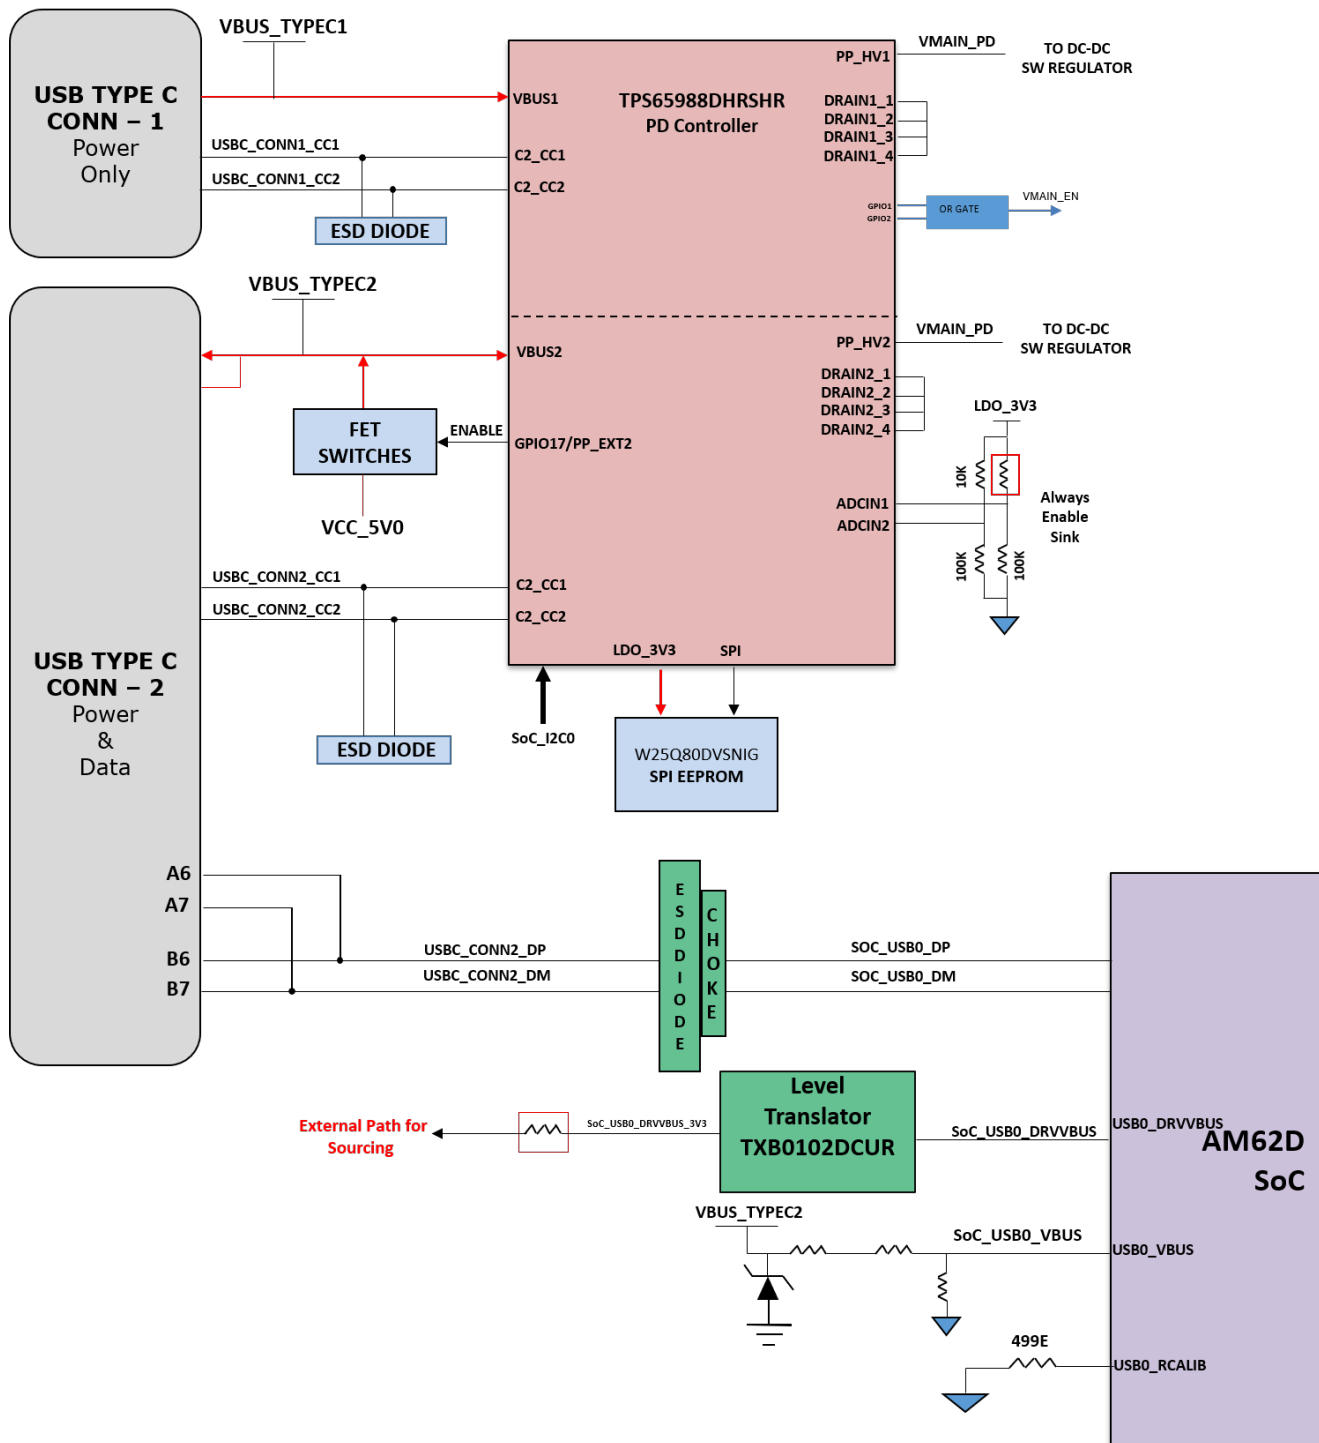 USB TYPE C
CONN – 1
Power
Only
VBUS_TYPEC1
USBC_CONN1_CC1
USBC_CONN1_CC2
ESD DIODE
TPS65988DHRSHR
PD Controller
VBUS1
C2_CC1
C2_CC2
PP_HV1
DRAIN1_1
DRAIN1_2
DRAIN1_3
DRAIN1_4
GPIO1
GPIO2
VMAIN_PD
TO DC-DC
SW REGULATOR
OR GATE
VMAIN_EN
USB TYPE C
CONN – 2
Power
&
Data
VBUS_TYPEC2
FET
SWITCHES
ENABLE
VCC_5V0
USBC_CONN2_CC1
USBC_CONN2_CC2
ESD DIODE
VBUS2
GPIO17/PP_EXT2
C2_CC1
C2_CC2
PP_HV2
DRAIN2_1
DRAIN2_2
DRAIN2_3
DRAIN2_4
ADCIN1
ADCIN2
VMAIN_PD
TO DC-DC
SW REGULATOR
LDO_3V3
10K
100K
100K
Always
Enable
Sink
LDO_3V3
SPI
SoC_I2C0
W25Q80DVSNIG
SPI EEPROM
A6
A7
B6
B7
USBC_CONN2_DP
USBC_CONN2_DM
ESDDIODE
CHOKE
SOC_USB0_DP
SOC_USB0_DM
Level
Translator
TXB0102DCUR
External Path for
Sourcing
SoC_USB0_DRVVBUS_3V3
SoC_USB0_DRVVBUS
USB0_DRVVBUS
AM62D
SoC
VBUS_TYPEC2
SoC_USB0_VBUS
USB0_VBUS
499E
USB0_RCALIB